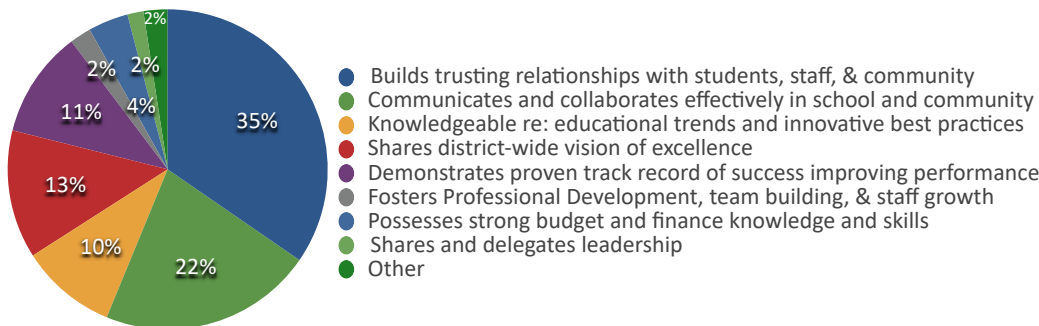 2%
2%
2%
4%
11%
35%
13%
10%
22%
Builds trusting relationships with students, staff, & community
Communicates and collaborates effectively in school and community
Knowledgeable re: educational trends and innovative best practices
Shares district-wide vision of excellence
Demonstrates proven track record of success improving performance
Fosters Professional Development, team building, & staff growth
Possesses strong budget and finance knowledge and skills
Shares and delegates leadership
Other